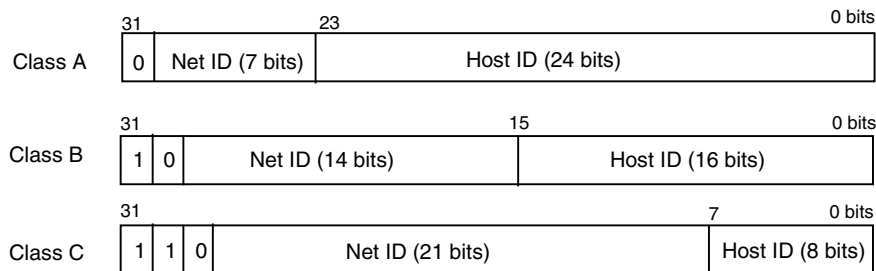 31 23 0 bits
Class A 0 Net ID (7 bits) Host ID (24 bits)
31 15 0 bits
Class B 1 0 Net ID (14 bits) Host ID (16 bits)
31 7 0 bits
Class C 1 1 0 Net ID (21 bits) Host ID (8 bits)